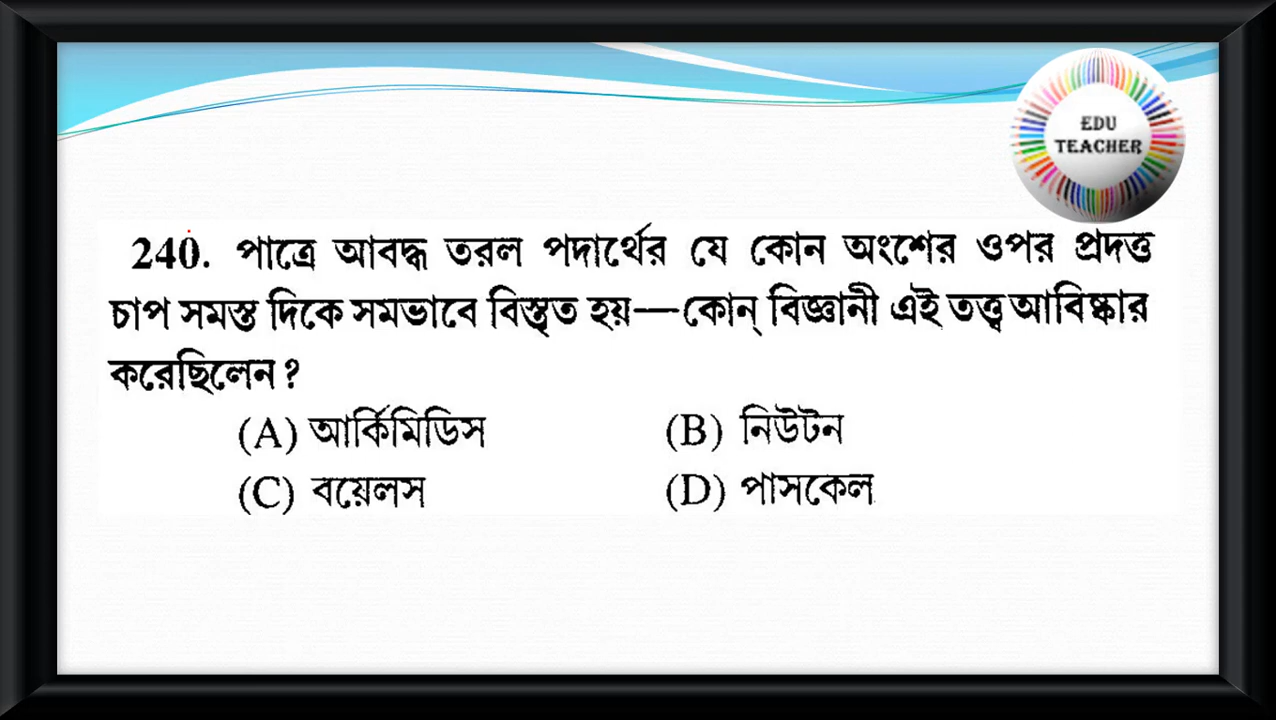 EDU
TEACHER
240. পাত্রে আবদ্ধ তরল পদার্থের যে কোন অংশের ওপর প্রদত্ত
চাপ সমস্ত দিকে সমভাবে বিস্তৃত হয়—কোন্ বিজ্ঞানী এই তত্ত্ব আবিষ্কার
করেছিলেন ?
(A) আর্কিমিডিস (B) নিউটন
(C) বয়েলস্ (D) পাসকেল